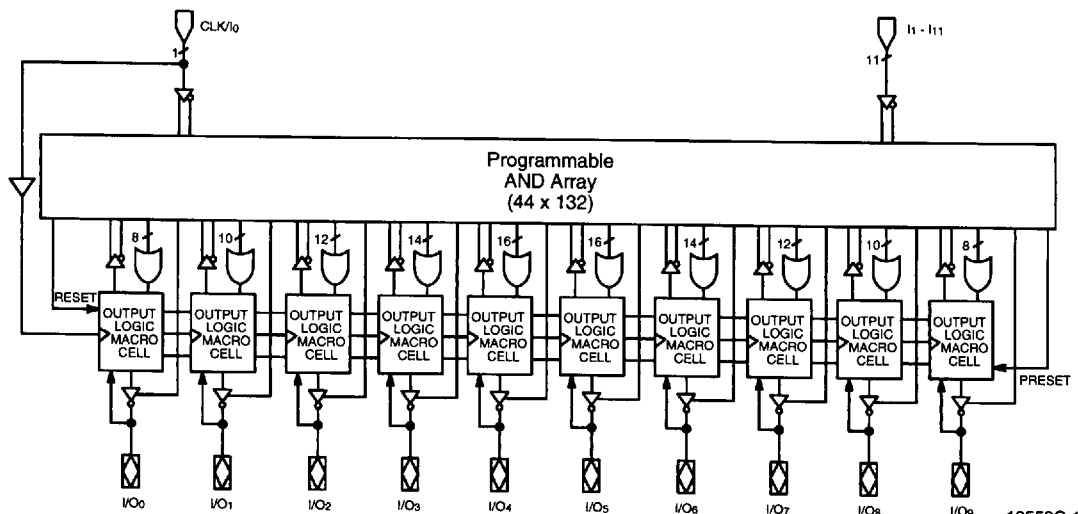 CLK/I0
I1 - I11
1
11
Programmable
AND Array
(44 x 132)
8
10
12
14
16
16
14
12
10
8
RESET
OUTPUT
LOGIC
MACRO
CELL
OUTPUT
LOGIC
MACRO
CELL
OUTPUT
LOGIC
MACRO
CELL
OUTPUT
LOGIC
MACRO
CELL
OUTPUT
LOGIC
MACRO
CELL
OUTPUT
LOGIC
MACRO
CELL
OUTPUT
LOGIC
MACRO
CELL
OUTPUT
LOGIC
MACRO
CELL
OUTPUT
LOGIC
MACRO
CELL
OUTPUT
LOGIC
MACRO
CELL
PRESET
I/O0
I/O1
I/O2
I/O3
I/O4
I/O5
I/O6
I/O7
I/O8
I/O9